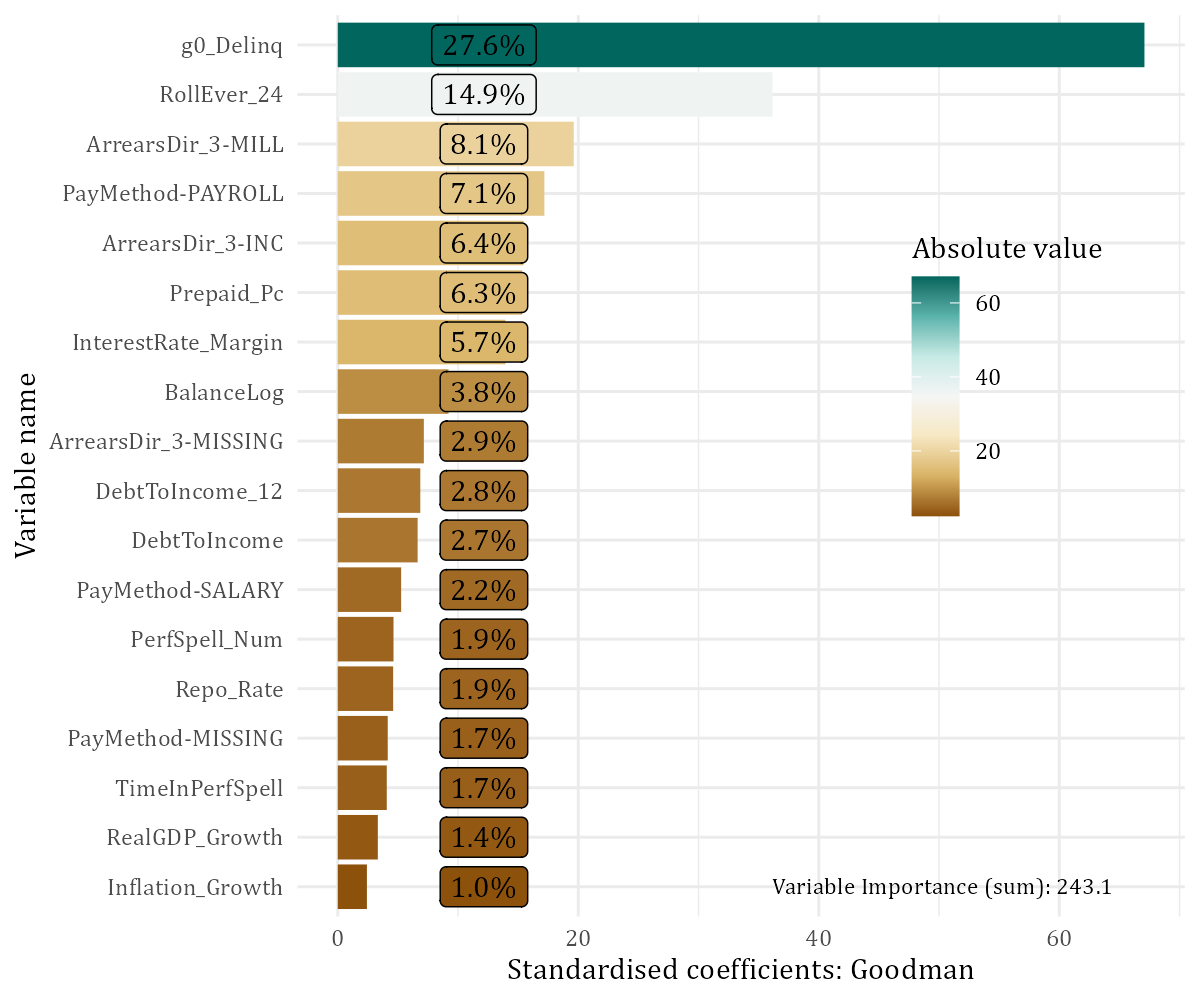 g0_Delinq 27.6%
RollEver_24 14.9%
ArrearsDir_3-MILL 8.1%
PayMethod-PAYROLL 7.1%
ArrearsDir_3-INC 6.4%
Prepaid_Pc 6.3%
InterestRate_Margin 5.7%
BalanceLog 3.8%
ArrearsDir_3-MISSING 2.9%
DebtToIncome_12 2.8%
DebtToIncome 2.7%
PayMethod-SALARY 2.2%
PerfSpell_Num 1.9%
Repo_Rate 1.9%
PayMethod-MISSING 1.7%
TimeInPerfSpell 1.7%
RealGDP_Growth 1.4%
Inflation_Growth 1.0%
Variable name
Absolute value
60
40
20
Variable Importance (sum): 243.1
0 20 40 60
Standardised coefficients: Goodman